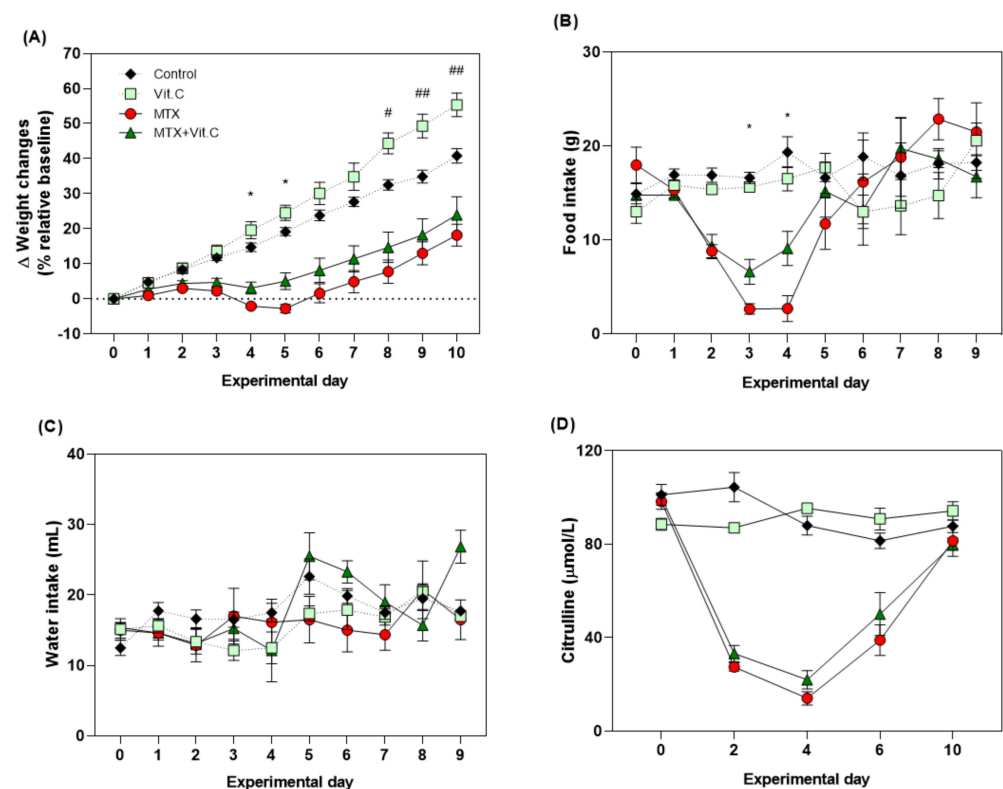 (A)
Δ Weight changes
(% relative baseline)
70
60
50
40
30
20
10
0
-10
Control
Vit.C
MTX
MTX+Vit.C
*
*
#
##
##
0 1 2 3 4 5 6 7 8 9 10
Experimental day
(B)
Food intake (g)
30
20
10
0
*
*
0 1 2 3 4 5 6 7 8 9
Experimental day
(C)
Water intake (mL)
40
30
20
10
0
0 1 2 3 4 5 6 7 8 9
Experimental day
(D)
Citrulline (μmol/L)
120
80
40
0
0 2 4 6 10
Experimental day